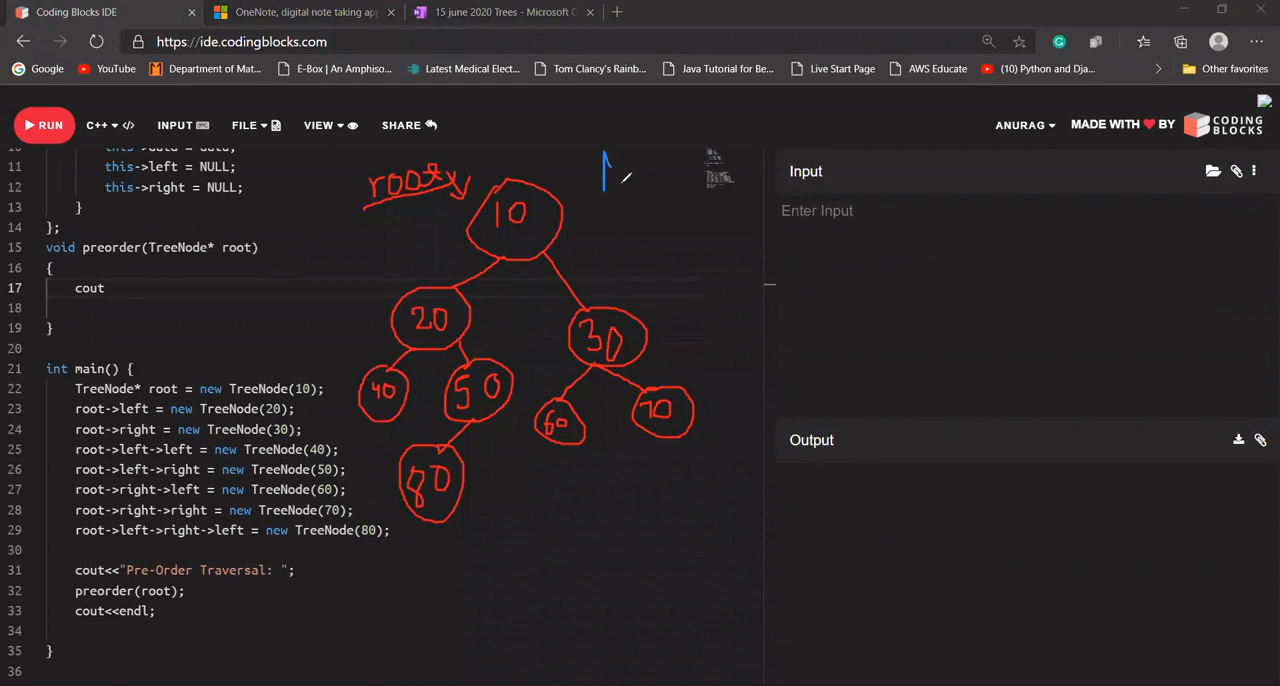 Coding Blocks IDE
OneNote, digital note taking ap
15 june 2020 Trees - Microsoft O
https://ide.codingblocks.com
Google
YouTube
Department of Mat...
E-Box | An Amphiso...
Latest Medical Elect...
Tom Clancy's Rainb...
Java Tutorial for Be...
Live Start Page
AWS Educate
(10) Python and Dja...
Other favorites
RUN
C++
INPUT
FILE
VIEW
SHARE
ANURAG
MADE WITH ❤ BY
CODING
BLOCKS
11 this->left = NULL;
12 this->right = NULL;
13 }
14 };
15 void preorder(TreeNode* root)
16 {
17 cout
18
19 }
20
21 int main() {
22 TreeNode* root = new TreeNode(10);
23 root->left = new TreeNode(20);
24 root->right = new TreeNode(30);
25 root->left->left = new TreeNode(40);
26 root->left->right = new TreeNode(50);
27 root->right->left = new TreeNode(60);
28 root->right->right = new TreeNode(70);
29 root->left->right->left = new TreeNode(80);
30
31 cout<<"Pre-Order Traversal: ";
32 preorder(root);
33 cout<<endl;
34
35 }
36
root
10
20
30
40
50
60
70
80
Input
Enter Input
Output